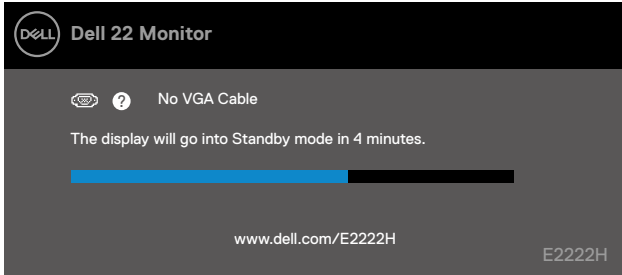 DELL Dell 22 Monitor
? No VGA Cable
The display will go into Standby mode in 4 minutes.
www.dell.com/E2222H
E2222H